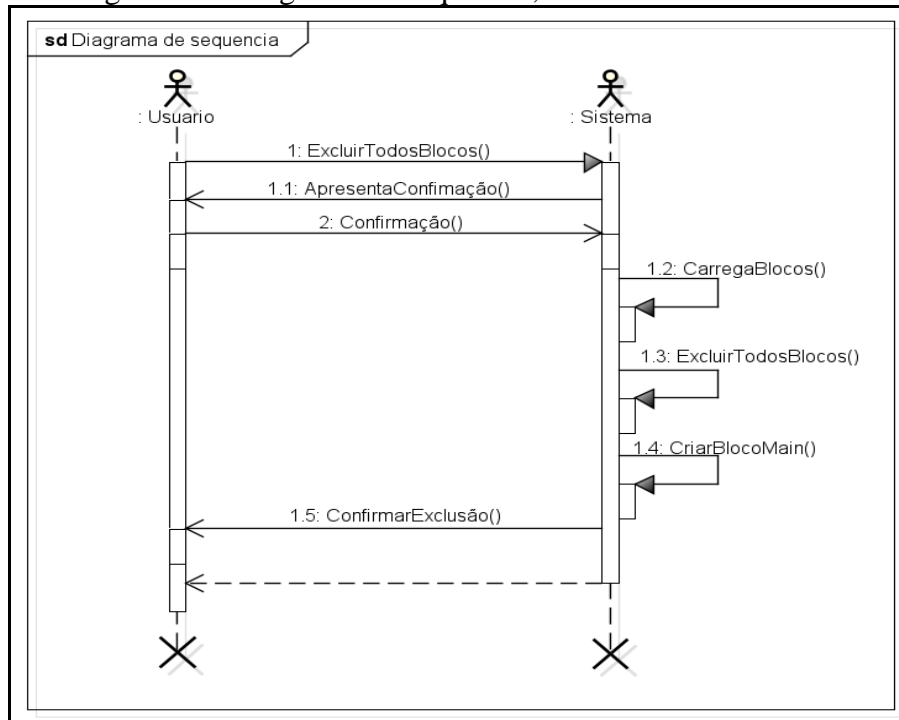 sd Diagrama de sequencia
: Usuario
: Sistema
1: ExcluirTodosBlocos()
1.1: ApresentaConfimação()
2: Confirmação()
1.2: CarregaBlocos()
1.3: ExcluirTodosBlocos()
1.4: CriarBlocoMain()
1.5: ConfirmarExclusão()